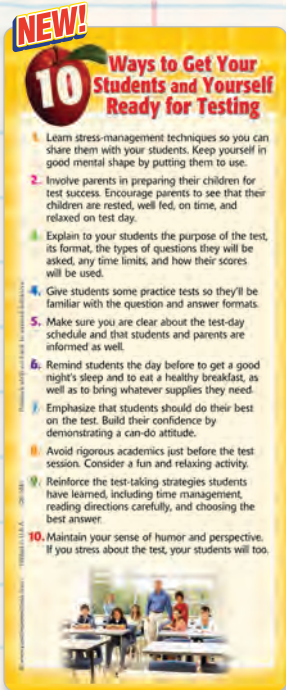 NEW!
10
Ways to Get Your
Students and Yourself
Ready for Testing
1. Learn stress-management techniques so you can
share them with your students. Keep yourself in
good mental shape by putting them to use.
2. Involve parents in preparing their children for
test success. Encourage parents to see that their
children are rested, well fed, on time, and
relaxed on test day.
3. Explain to your students the purpose of the test,
its format, the types of questions they will be
asked, any time limits, and how their scores
will be used.
4. Give students some practice tests so they'll be
familiar with the question and answer formats.
5. Make sure you are clear about the test-day
schedule and that students and parents are
informed as well.
6. Remind students the day before to get a good
night's sleep and to eat a healthy breakfast, as
well as to bring whatever supplies they need.
7. Emphasize that students should do their best
on the test. Build their confidence by
demonstrating a can-do attitude.
8. Avoid rigorous academics just before the test
session. Consider a fun and relaxing activity.
9. Reinforce the test-taking strategies students
have learned, including time management,
reading directions carefully, and choosing the
best answer.
10. Maintain your sense of humor and perspective.
If you stress about the test, your students will too.